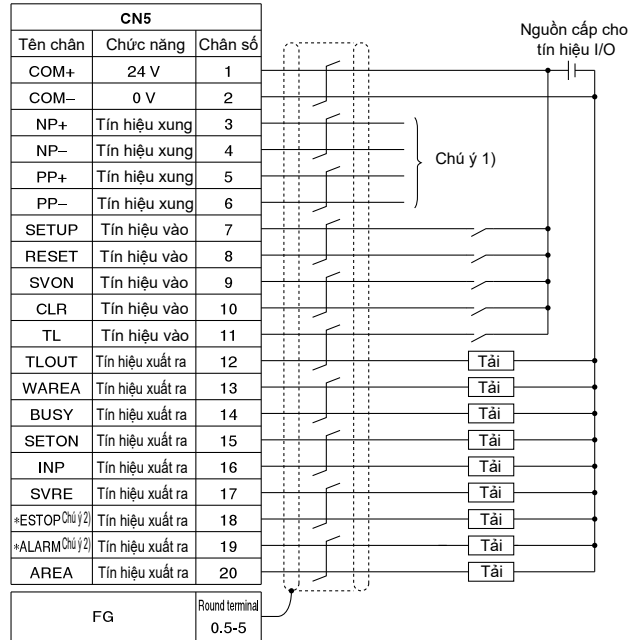 CN5
Tên chân Chức năng Chân số
COM+ 24 V 1
COM– 0 V 2
NP+ Tín hiệu xung 3
NP– Tín hiệu xung 4
PP+ Tín hiệu xung 5
PP– Tín hiệu xung 6
SETUP Tín hiệu vào 7
RESET Tín hiệu vào 8
SVON Tín hiệu vào 9
CLR Tín hiệu vào 10
TL Tín hiệu vào 11
TLOUT Tín hiệu xuất ra 12
WAREA Tín hiệu xuất ra 13
BUSY Tín hiệu xuất ra 14
SETON Tín hiệu xuất ra 15
INP Tín hiệu xuất ra 16
SVRE Tín hiệu xuất ra 17
*ESTOP Chú ý 2) Tín hiệu xuất ra 18
*ALARM Chú ý 2) Tín hiệu xuất ra 19
AREA Tín hiệu xuất ra 20
FG Round terminal
0.5-5
Nguồn cấp cho
tín hiệu I/O
Chú ý 1)
Tải
Tải
Tải
Tải
Tải
Tải
Tải
Tải
Tải